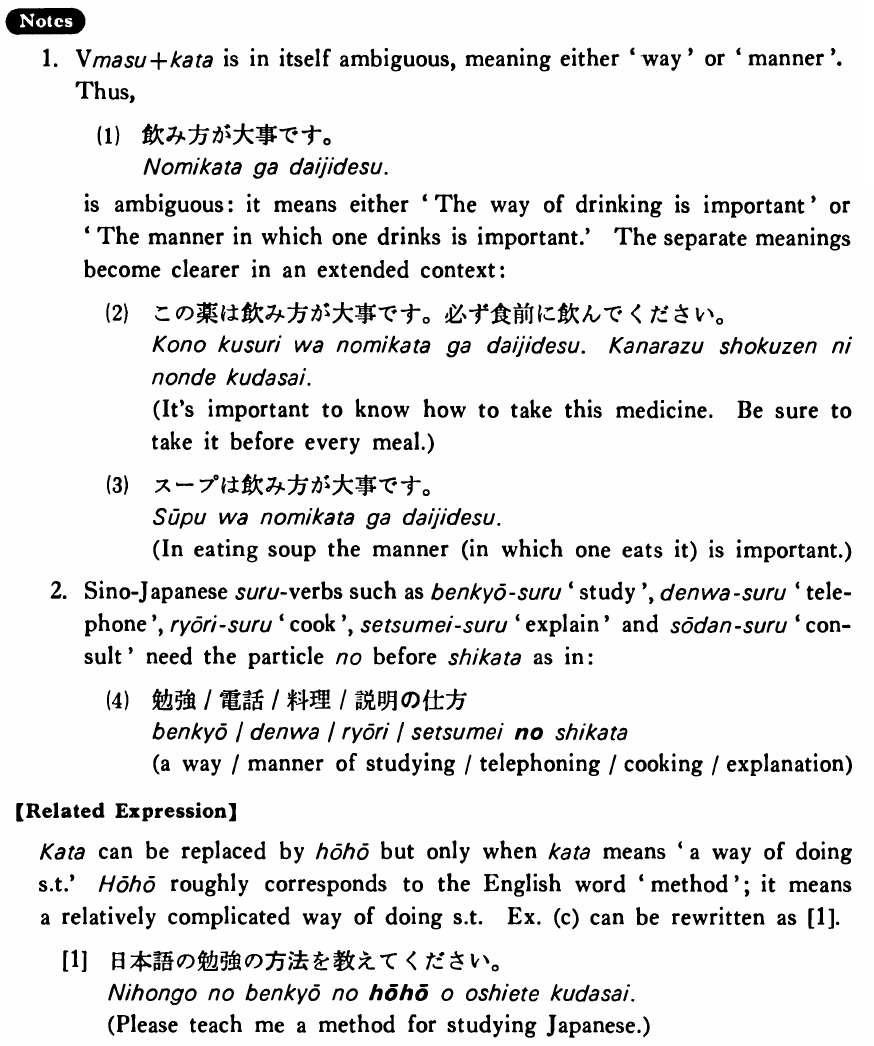 Notes
1. Vmasu+kata is in itself ambiguous, meaning either ‘way’ or ‘manner’.
Thus,
(1) 飲み方が大事です。
Nomikata ga daijidesu.
is ambiguous: it means either ‘The way of drinking is important’ or
‘The manner in which one drinks is important.’ The separate meanings
become clearer in an extended context:
(2) この薬は飲み方が大事です。必ず食前に飲んでください。
Kono kusuri wa nomikata ga daijidesu. Kanarazu shokuzen ni
nonde kudasai.
(It's important to know how to take this medicine. Be sure to
take it before every meal.)
(3) スープは飲み方が大事です。
Sūpu wa nomikata ga daijidesu.
(In eating soup the manner (in which one eats it) is important.)
2. Sino-Japanese suru-verbs such as benkyō-suru ‘study’, denwa-suru ‘tele-
phone’, ryōri-suru ‘cook’, setsumei-suru ‘explain’ and sōdan-suru ‘con-
sult’ need the particle no before shikata as in:
(4) 勉強 / 電話 / 料理 / 説明の仕方
benkyō / denwa / ryōri / setsumei no shikata
(a way / manner of studying / telephoning / cooking / explanation)
【Related Expression】
Kata can be replaced by hōhō but only when kata means ‘a way of doing
s.t.’ Hōhō roughly corresponds to the English word ‘method’; it means
a relatively complicated way of doing s.t. Ex. (c) can be rewritten as [1].
[1] 日本語の勉強の方法を教えてください。
Nihongo no benkyō no hōhō o oshiete kudasai.
(Please teach me a method for studying Japanese.)